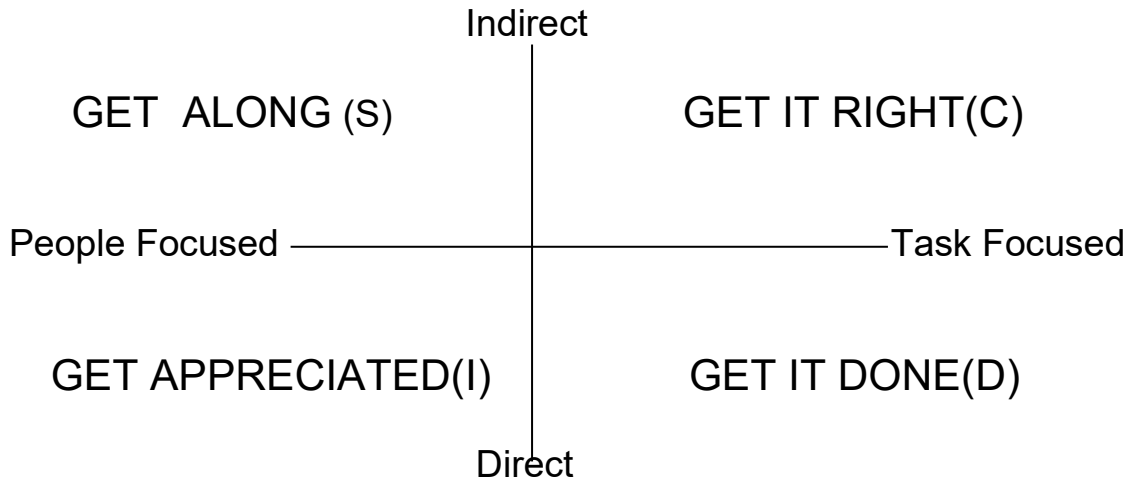 Indirect
GET ALONG (S)
GET IT RIGHT(C)
People Focused
Task Focused
GET APPRECIATED(I)
GET IT DONE(D)
Direct